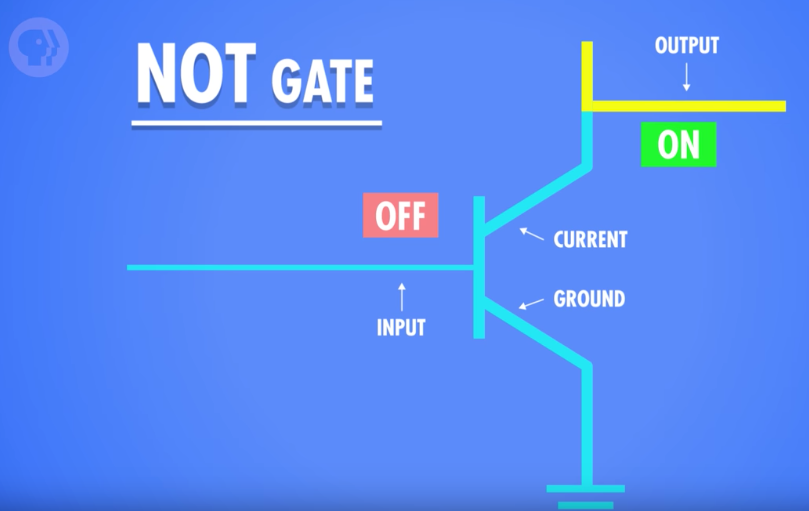 NOT GATE
OUTPUT
ON
OFF
CURRENT
GROUND
INPUT